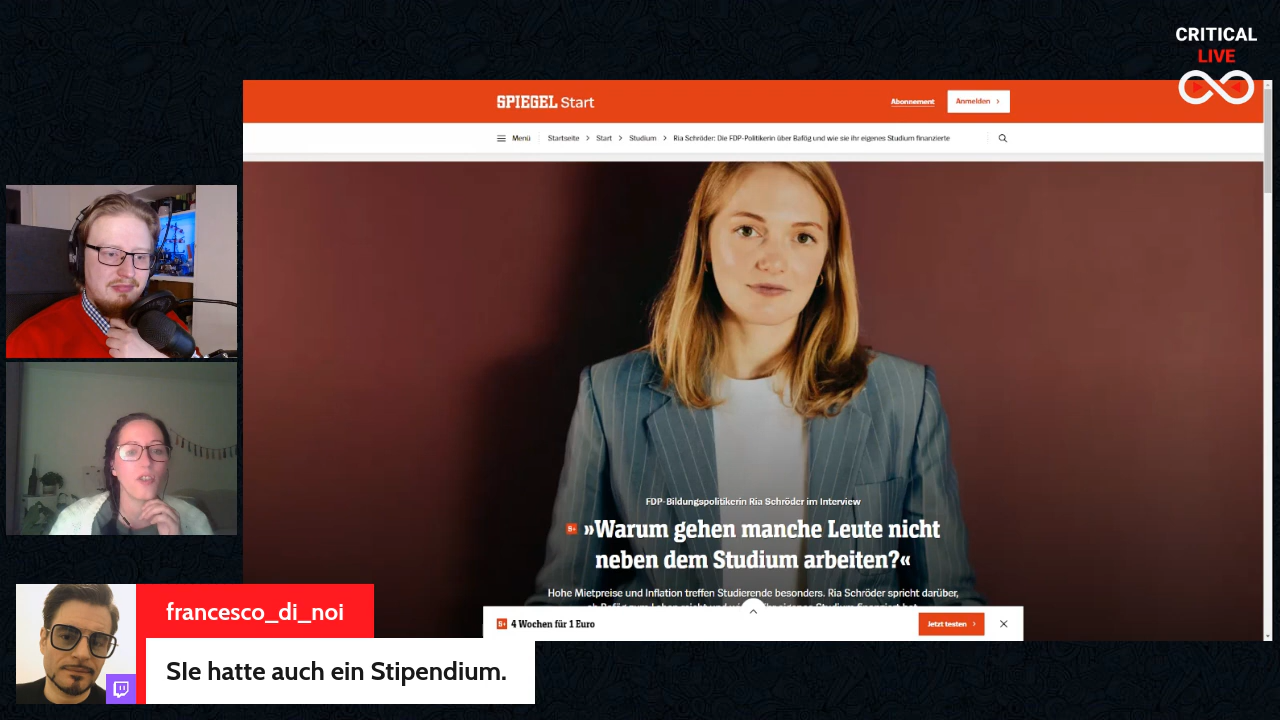 CRITICAL
LIVE
SPIEGEL Start
Abonnement
Anmelden
Menü
Startseite > Start > Studium > Ria Schröder: Die FDP-Politikerin über Bafög und wie sie ihr eigenes Studium finanzierte
FDP-Bildungspolitikerin Ria Schröder im Interview
S+ »Warum gehen manche Leute nicht
neben dem Studium arbeiten?«
Hohe Mietpreise und Inflation treffen Studierende besonders. Ria Schröder spricht darüber,
S+ 4 Wochen für 1 Euro
Jetzt testen
francesco_di_noi
SIe hatte auch ein Stipendium.